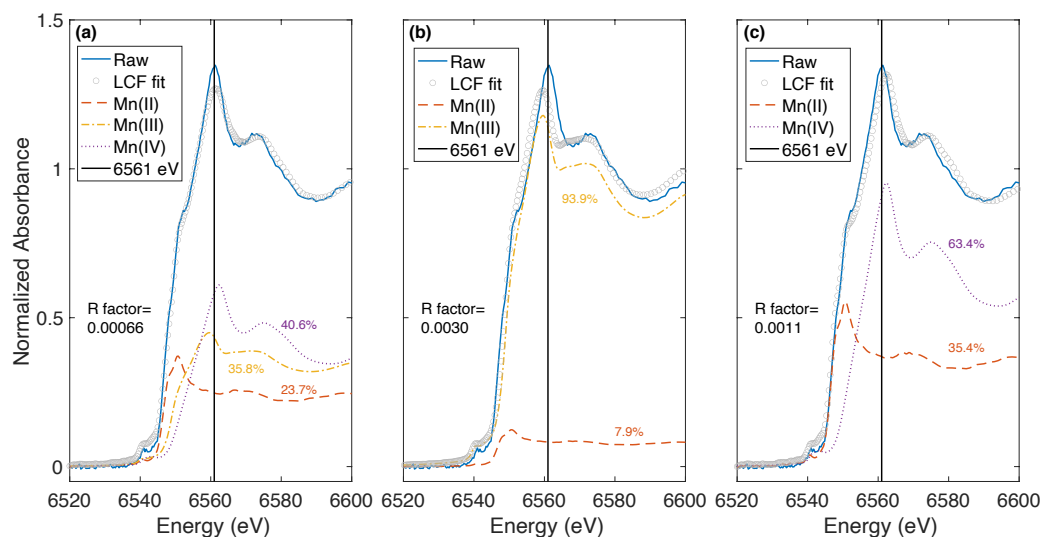 (a)
Raw
LCF fit
Mn(II)
Mn(III)
Mn(IV)
6561 eV
R factor=
0.00066
40.6%
35.8%
23.7%
Normalized Absorbance
1.5
1
0.5
0
6520 6540 6560 6580 6600
Energy (eV)
(b)
Raw
LCF fit
Mn(II)
Mn(III)
6561 eV
93.9%
R factor=
0.0030
7.9%
6520 6540 6560 6580 6600
Energy (eV)
(c)
Raw
LCF fit
Mn(II)
Mn(IV)
6561 eV
63.4%
R factor=
0.0011
35.4%
6520 6540 6560 6580 6600
Energy (eV)